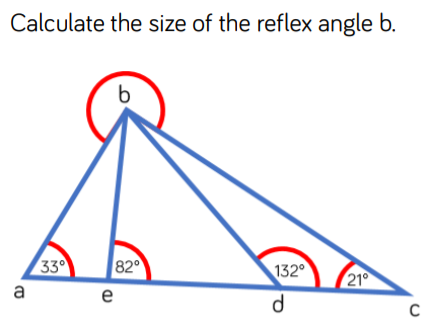 Calculate the size of the reflex angle b.
b
33° 82° 132° 21°
a e d c